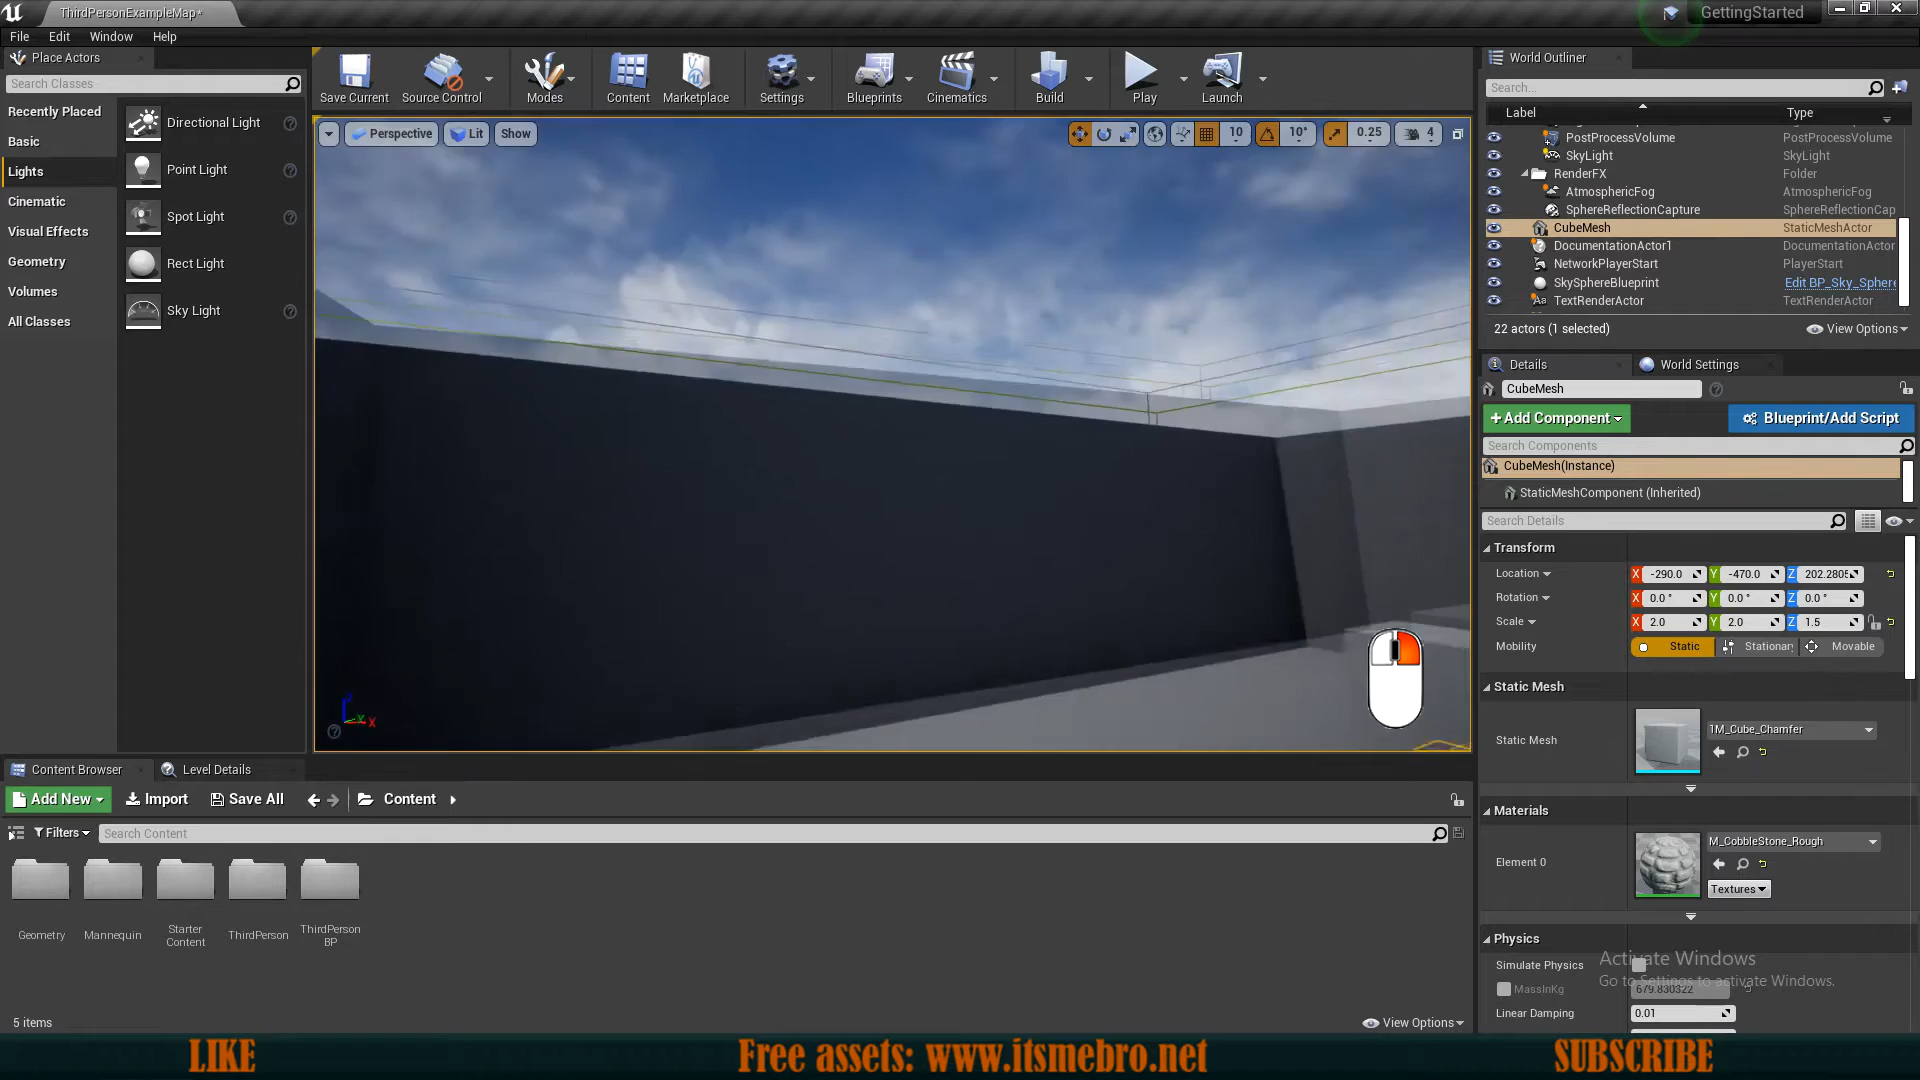 ThirdPersonExampleMap*
GettingStarted
File Edit Window Help
Place Actors
Search Classes
Recently Placed
Basic
Lights
Cinematic
Visual Effects
Geometry
Volumes
All Classes
Directional Light
Point Light
Spot Light
Rect Light
Sky Light
Save Current
Source Control
Modes
Content
Marketplace
Settings
Blueprints
Cinematics
Build
Play
Launch
Perspective
Lit
Show
10
10°
0.25
4
World Outliner
Search...
Label Type
PostProcessVolume PostProcessVolume
SkyLight SkyLight
RenderFX Folder
AtmosphericFog AtmosphericFog
SphereReflectionCapture SphereReflectionCap
CubeMesh StaticMeshActor
DocumentationActor1 DocumentationActor
NetworkPlayerStart PlayerStart
SkySphereBlueprint Edit BP_Sky_Sphere
TextRenderActor TextRenderActor
22 actors (1 selected)
View Options
Details
World Settings
CubeMesh
+Add Component
Blueprint/Add Script
Search Components
CubeMesh(Instance)
StaticMeshComponent (Inherited)
Search Details
Transform
Location X -290.0 Y -470.0 Z 202.2805
Rotation X 0.0 ° Y 0.0 ° Z 0.0 °
Scale X 2.0 Y 2.0 Z 1.5
Mobility Static Stationary Movable
Static Mesh
Static Mesh
1M_Cube_Chamfer
Materials
Element 0
M_CobbleStone_Rough
Textures
Physics
Simulate Physics
MassInKg 679.830322
Linear Damping 0.01
Activate Windows
Go to Settings to activate Windows.
X
Content Browser
Level Details
Add New
Import
Save All
Content
Filters
Search Content
Geometry
Mannequin
Starter
Content
ThirdPerson
ThirdPerson
BP
5 items
View Options
LIKE
Free assets: www.itsmebro.net
SUBSCRIBE